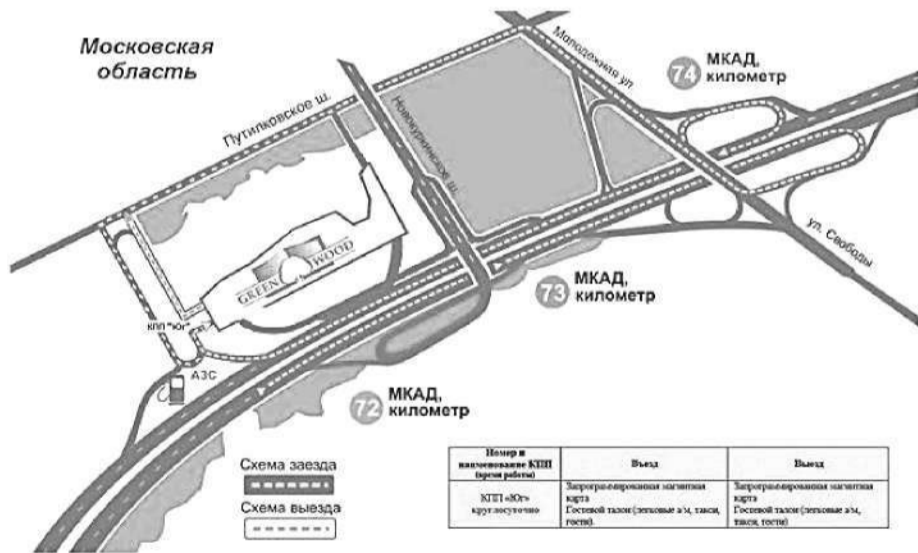 Московская
область
Путилковское ш.
Новокуркинское ш.
Молодежная ул
74
МКАД,
километр
ул. Свободы
GREEN WOOD
73
МКАД,
километр
КПП "Юг"
АЗС
72
МКАД,
километр
Схема заезда
Схема выезда
Номер и
наименование КПП
(время работы)
Въезд
Выезд
КПП «Юг»
круглосуточно
Запрограммированная магнитная
карта
Гостевой талон (легковые а/м, такси,
гости)
Запрограммированная магнитная
карта
Гостевой талон (легковые а/м,
такси, гости)